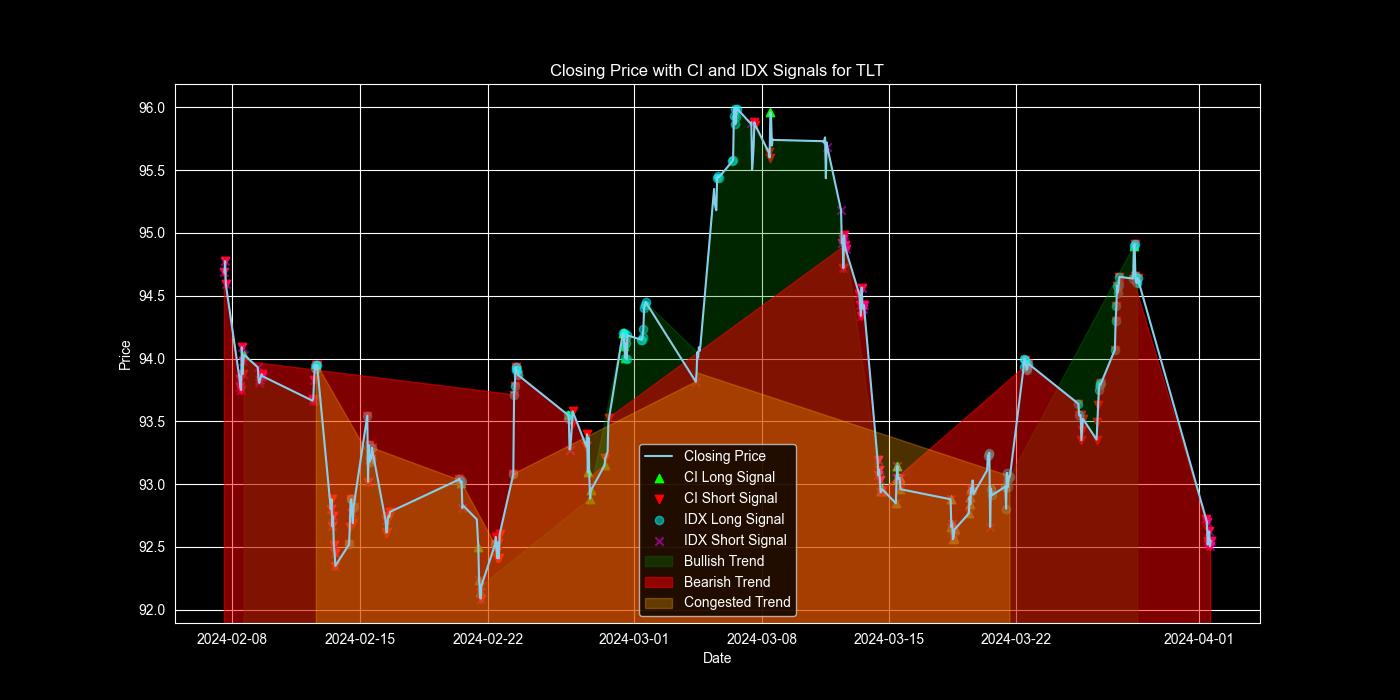 Closing Price with CI and IDX Signals for TLT
96.0
95.5
95.0
94.5
94.0
93.5
93.0
92.5
92.0
Price
Closing Price
CI Long Signal
CI Short Signal
IDX Long Signal
IDX Short Signal
Bullish Trend
Bearish Trend
Congested Trend
2024-02-08 2024-02-15 2024-02-22 2024-03-01 2024-03-08 2024-03-15 2024-03-22 2024-04-01
Date